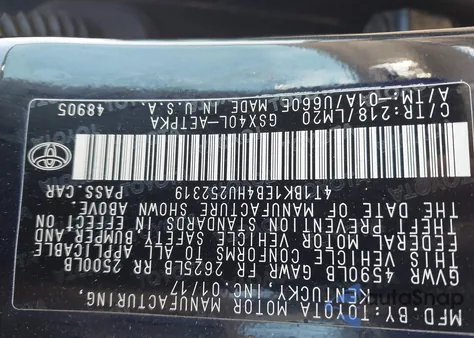 MFD. BY:TOYOTA MOTOR MANUFACTURING,
KENTUCKY, INC. 01/17
GVWR 4590LB GAWR FR 2625LB RR 2500LB
THIS VEHICLE CONFORMS TO ALL APPLICABLE
FEDERAL MOTOR VEHICLE SAFETY, BUMPER, AND
THEFT PREVENTION STANDARDS IN EFFECT ON
THE DATE OF MANUFACTURE SHOWN ABOVE.
4T1BK1EB4HU252319 PASS. CAR
C/TR:218/LM20 GSX40L-AETPKA
A/TM:-01A/U660E MADE IN U.S.A. 48905
AutoSnap